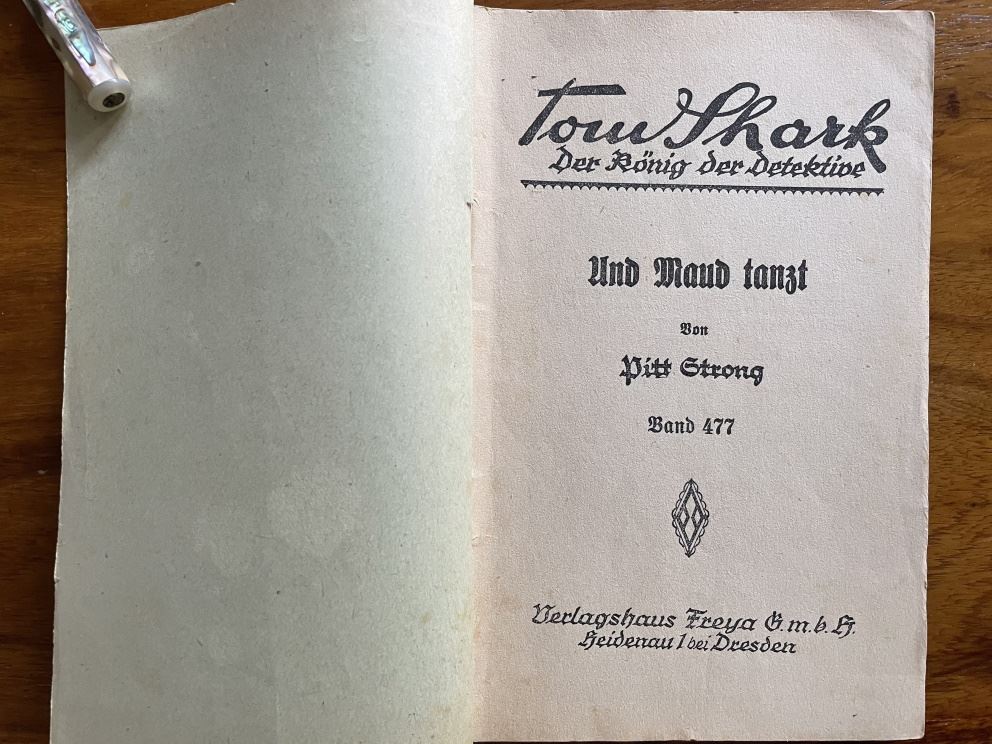 Tom Shark
Der König der Detektive
Und Maud tanzt
Von
Pitt Strong
Band 477
Verlagshaus Freya G.m.b.H.
Heidenau 1 bei Dresden